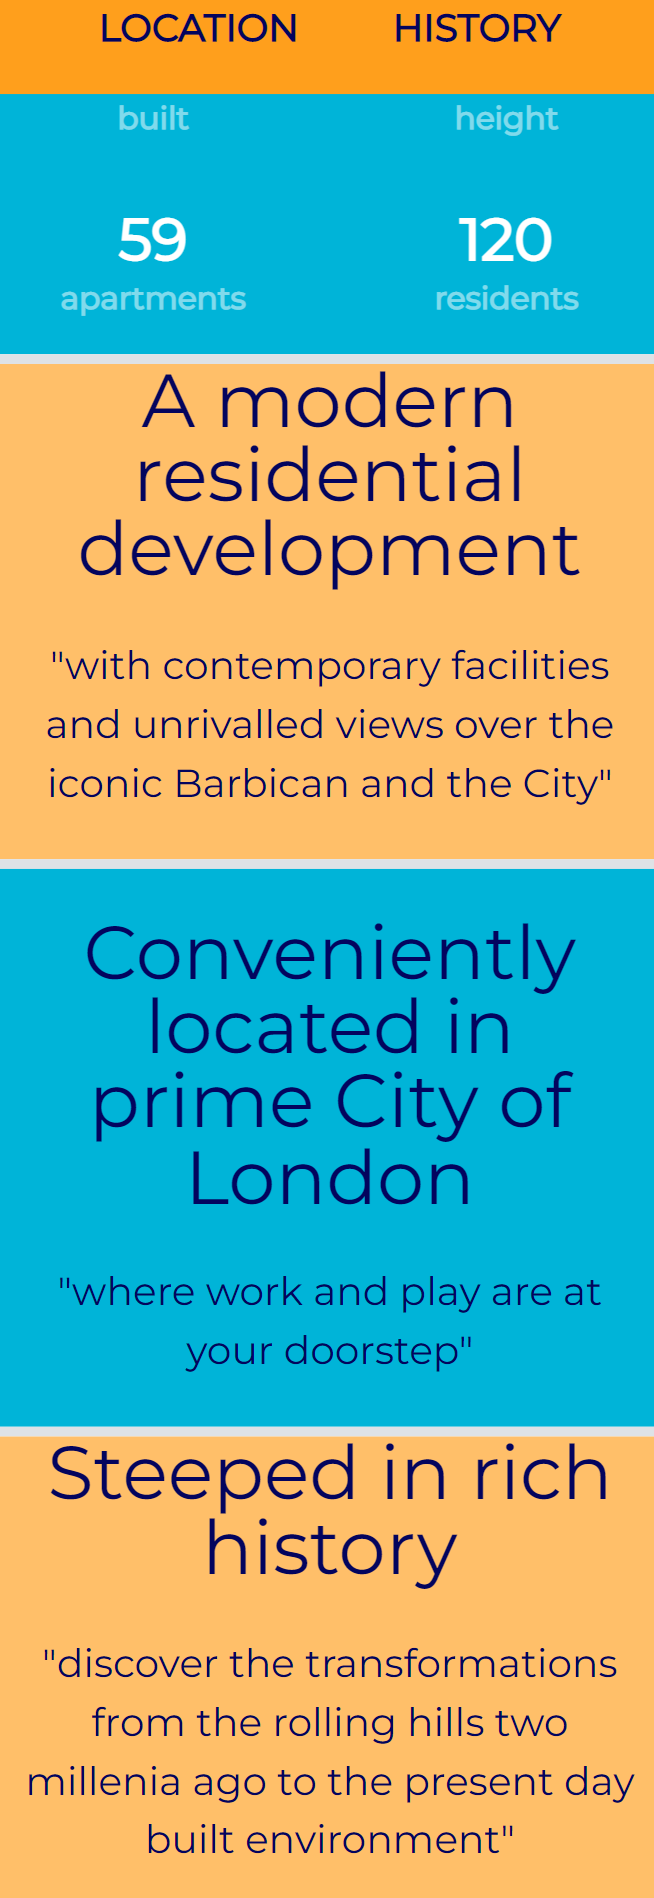 LOCATION HISTORY
built height
59 120
apartments residents
A modern
residential
development
"with contemporary facilities
and unrivalled views over the
iconic Barbican and the City"
Conveniently
located in
prime City of
London
"where work and play are at
your doorstep"
Steeped in rich
history
"discover the transformations
from the rolling hills two
millenia ago to the present day
built environment"